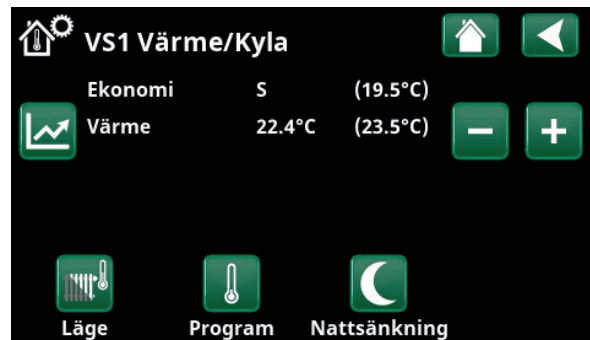 VS1 Värme/Kyla
Ekonomi S (19.5°C)
Värme 22.4°C (23.5°C)
Läge Program Nattsänkning